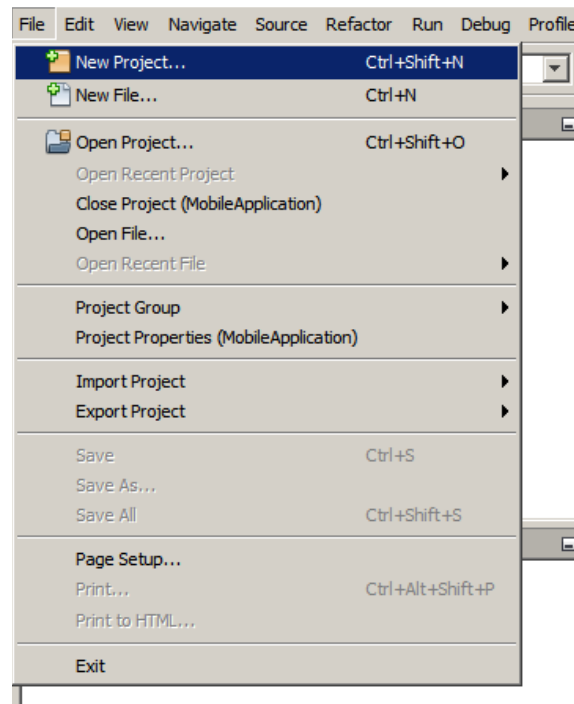 File Edit View Navigate Source Refactor Run Debug Profile
New Project... Ctrl+Shift+N
New File... Ctrl+N
Open Project... Ctrl+Shift+O
Open Recent Project
Close Project (MobileApplication)
Open File...
Open Recent File
Project Group
Project Properties (MobileApplication)
Import Project
Export Project
Save Ctrl+S
Save As...
Save All Ctrl+Shift+S
Page Setup...
Print... Ctrl+Alt+Shift+P
Print to HTML...
Exit